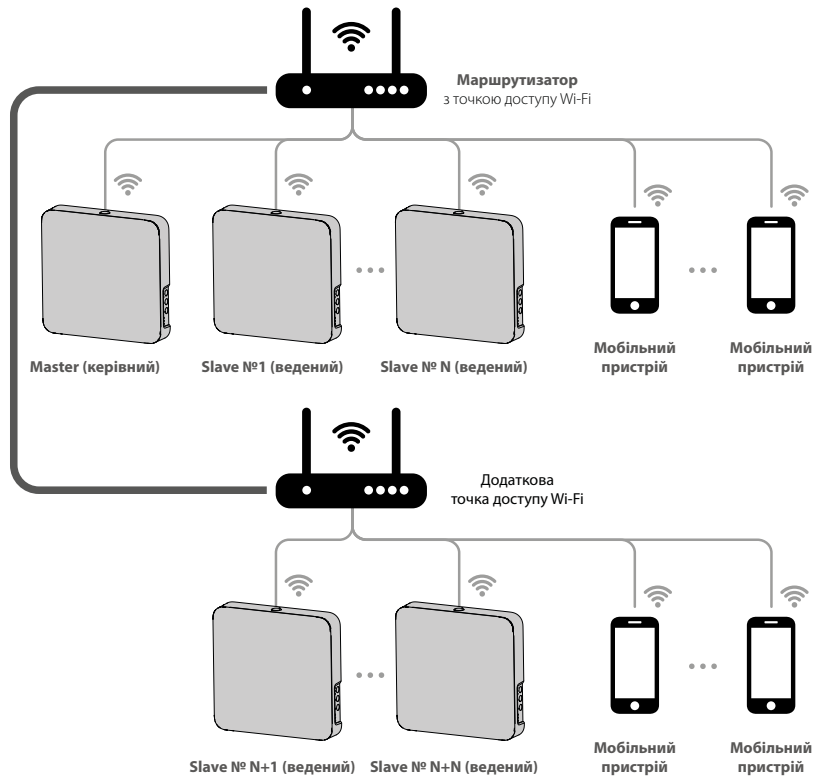 Маршрутизатор
з точкою доступу Wi-Fi
Master (керівний)
Slave №1 (ведений)
Slave № N (ведений)
Мобільний
пристрій
Мобільний
пристрій
Додаткова
точка доступу Wi-Fi
Slave № N+1 (ведений)
Slave № N+N (ведений)
Мобільний
пристрій
Мобільний
пристрій